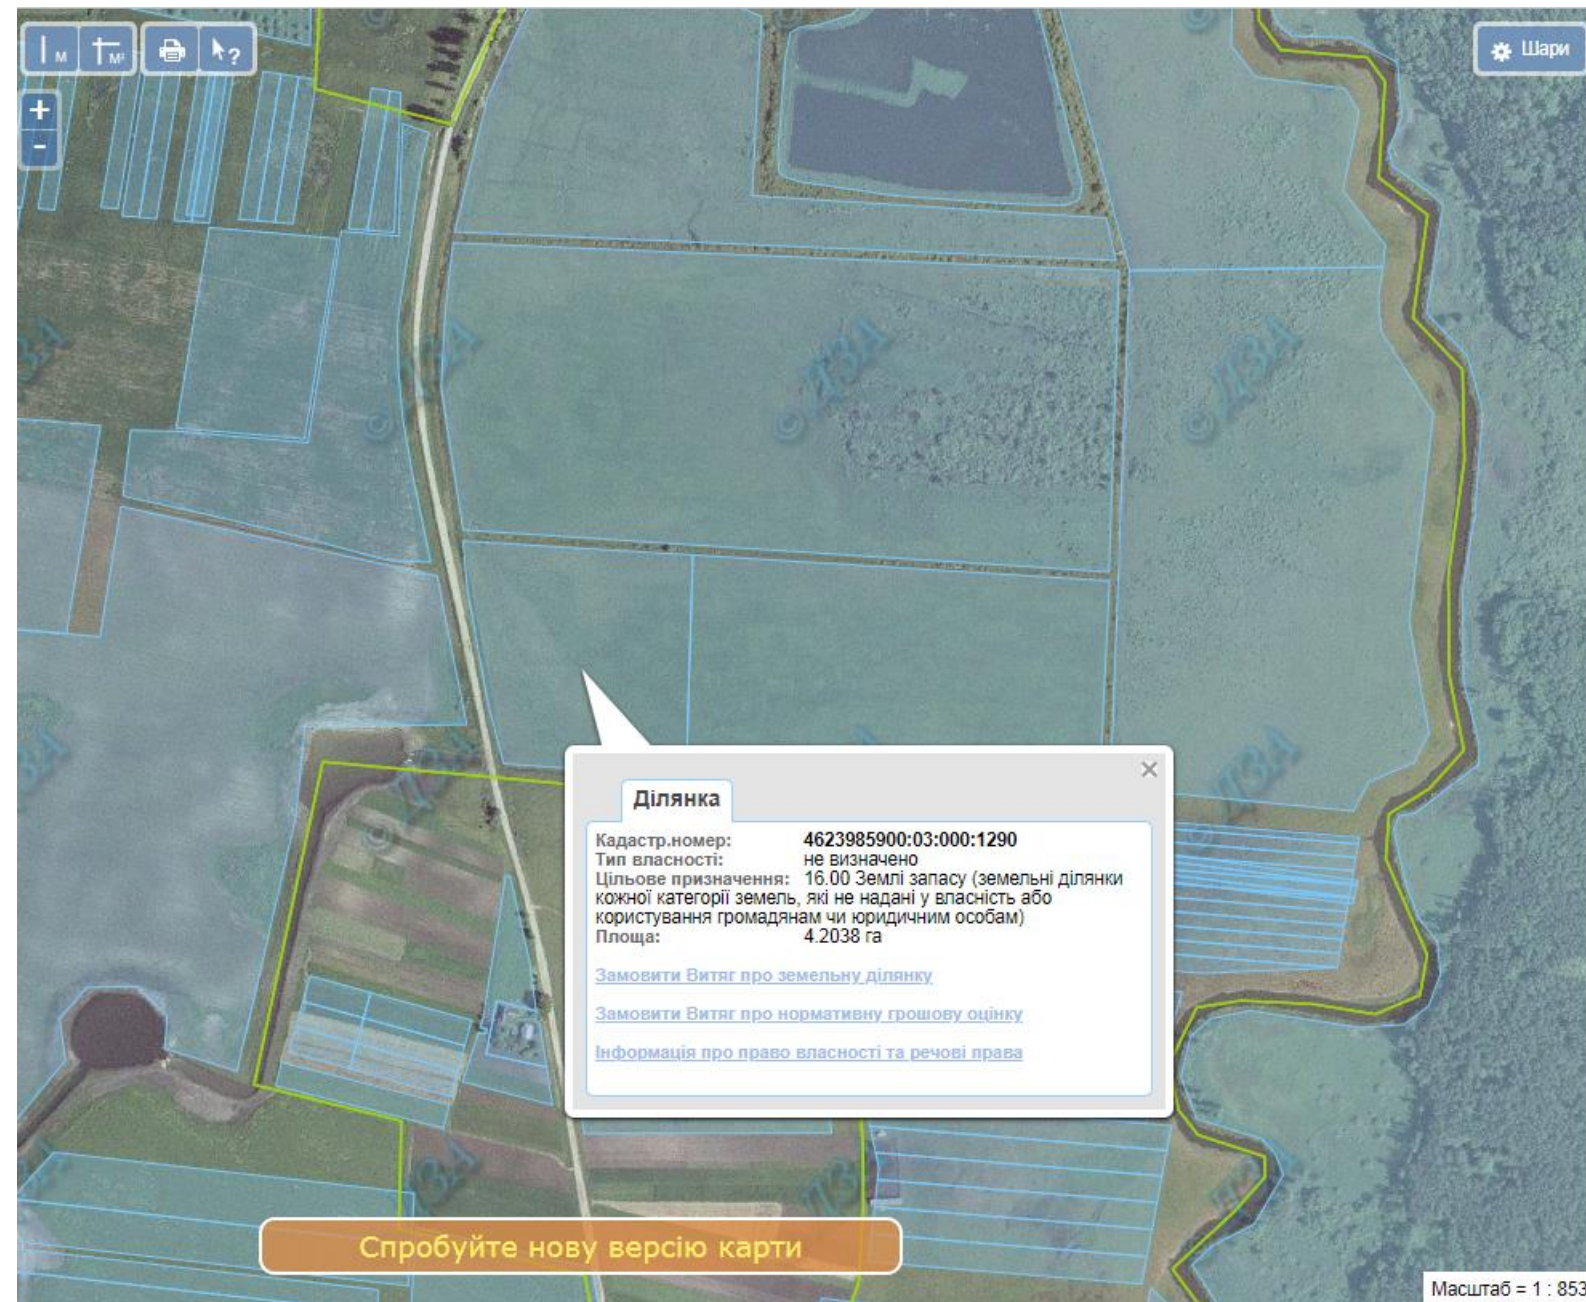 М
М²
?
Шари
+
-
© ДЗА
Ділянка
Кадастр.номер: 4623985900:03:000:1290
Тип власності: не визначено
Цільове призначення: 16.00 Землі запасу (земельні ділянки
кожної категорії земель, які не надані у власність або
користування громадянам чи юридичним особам)
Площа: 4.2038 га
Замовити Витяг про земельну ділянку
Замовити Витяг про нормативну грошову оцінку
Інформація про право власності та речові права
Спробуйте нову версію карти
Масштаб = 1 : 853